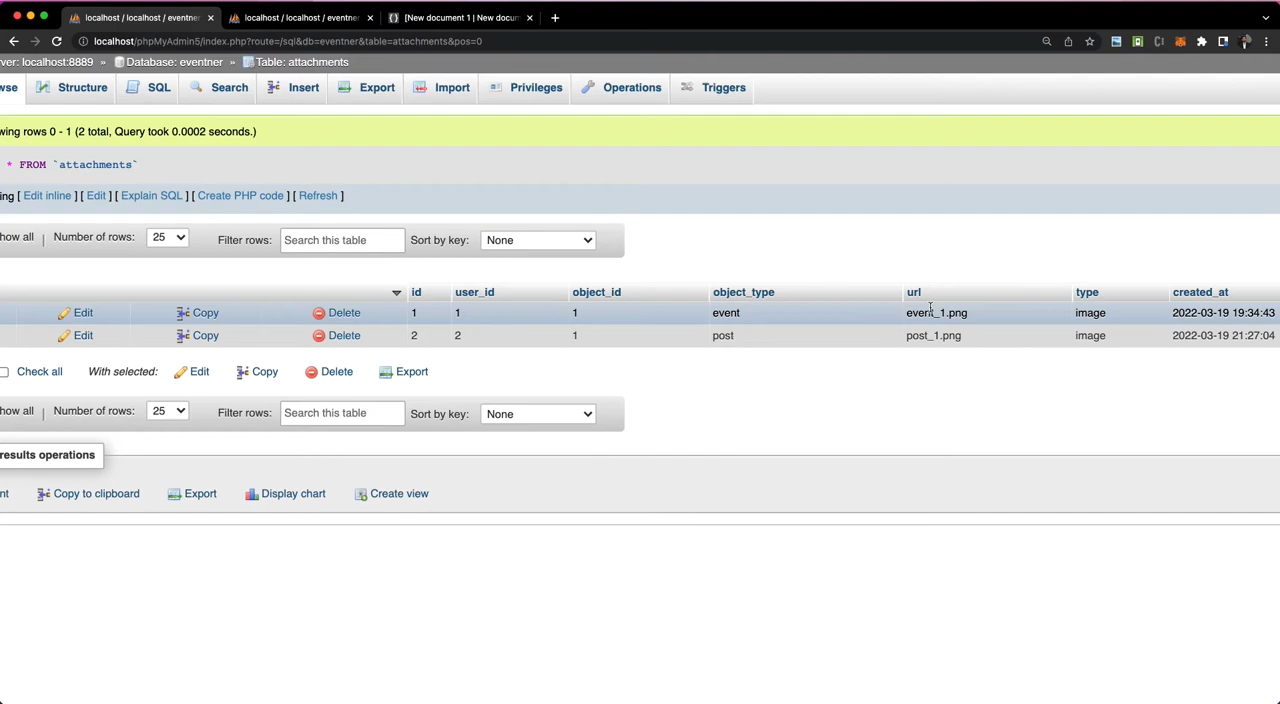 localhost / localhost / eventner
localhost / localhost / eventner
[New document 1 | New docum
localhost/phpMyAdmin5/index.php?route=/sql&db=eventner&table=attachments&pos=0
rver: localhost:8889 » Database: eventner » Table: attachments
wse Structure SQL Search Insert Export Import Privileges Operations Triggers
wing rows 0 - 1 (2 total, Query took 0.0002 seconds.)
* FROM `attachments`
ing [ Edit inline ] [ Edit ] [ Explain SQL ] [ Create PHP code ] [ Refresh ]
how all | Number of rows: 25 Filter rows: Search this table Sort by key: None
id user_id object_id object_type url type created_at
Edit Copy Delete 1 1 1 event event_1.png image 2022-03-19 19:34:43
Edit Copy Delete 2 2 1 post post_1.png image 2022-03-19 21:27:04
Check all With selected: Edit Copy Delete Export
how all | Number of rows: 25 Filter rows: Search this table Sort by key: None
results operations
nt Copy to clipboard Export Display chart Create view